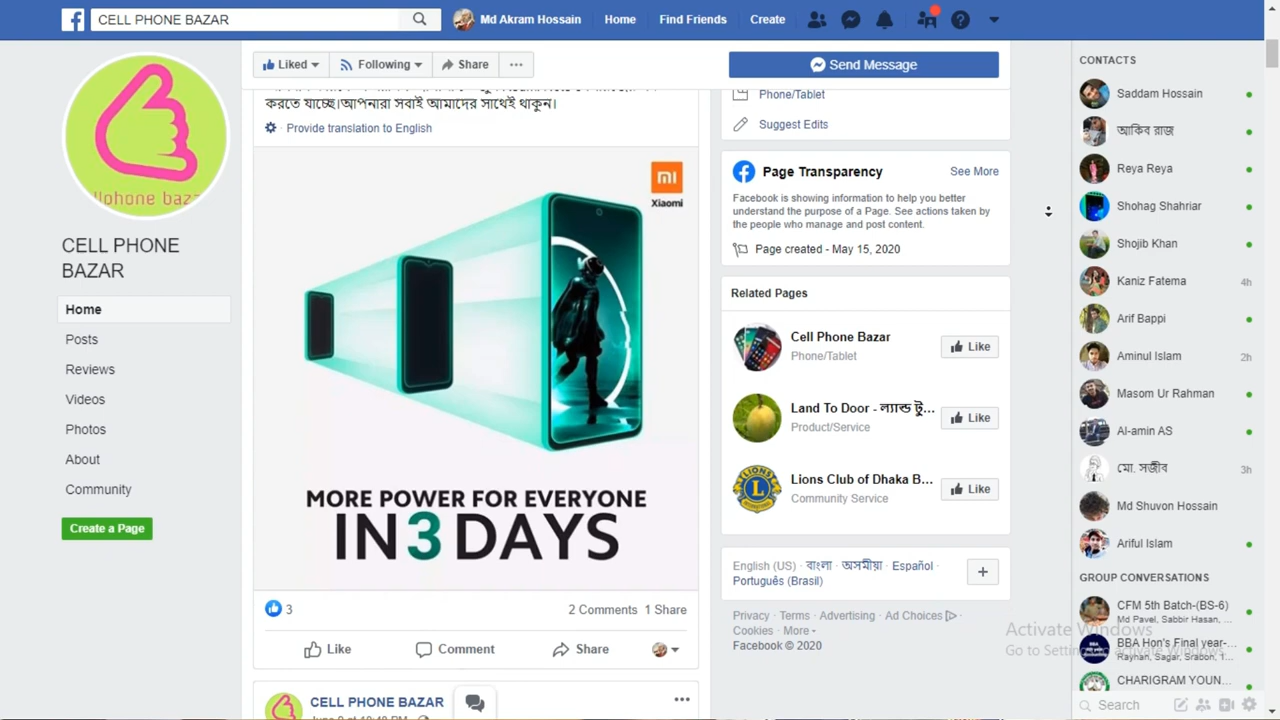 CELL PHONE BAZAR
Md Akram Hossain
Home
Find Friends
Create
Liked
Following
Share
Send Message
llphone baza
CELL PHONE
BAZAR
Home
Posts
Reviews
Videos
Photos
About
Community
Create a Page
করতে যাচ্ছে।আপনারা সবাই আমাদের সাথেই থাকুন।
· Provide translation to English
mi
Xiaomi
MORE POWER FOR EVERYONE
IN 3 DAYS
3
2 Comments 1 Share
Like
Comment
Share
CELL PHONE BAZAR
Phone/Tablet
Suggest Edits
Page Transparency
See More
Facebook is showing information to help you better
understand the purpose of a Page. See actions taken by
the people who manage and post content.
Page created - May 15, 2020
Related Pages
Cell Phone Bazar
Phone/Tablet
Like
Land To Door - ল্যান্ড টু...
Product/Service
Like
Lions Club of Dhaka B...
Community Service
Like
English (US) · বাংলা · অসমীয়া · Español ·
Português (Brasil)
Privacy · Terms · Advertising · Ad Choices ·
Cookies · More
Facebook © 2020
CONTACTS
Saddam Hossain
আকিব রাজ
Reya Reya
Shohag Shahriar
Shojib Khan
Kaniz Fatema 4h
Arif Bappi
Aminul Islam 2h
Masom Ur Rahman
Al-amin AS
মো. সজীব 3h
Md Shuvon Hossain
Ariful Islam
GROUP CONVERSATIONS
CFM 5th Batch-(BS-6)
Md Pavel, Sabbir Hasan, ...
BBA Hon's Final year-...
Rayhan, Sagar, Srabon, 1...
CHARIGRAM YOUN...
Activate Windows
Search